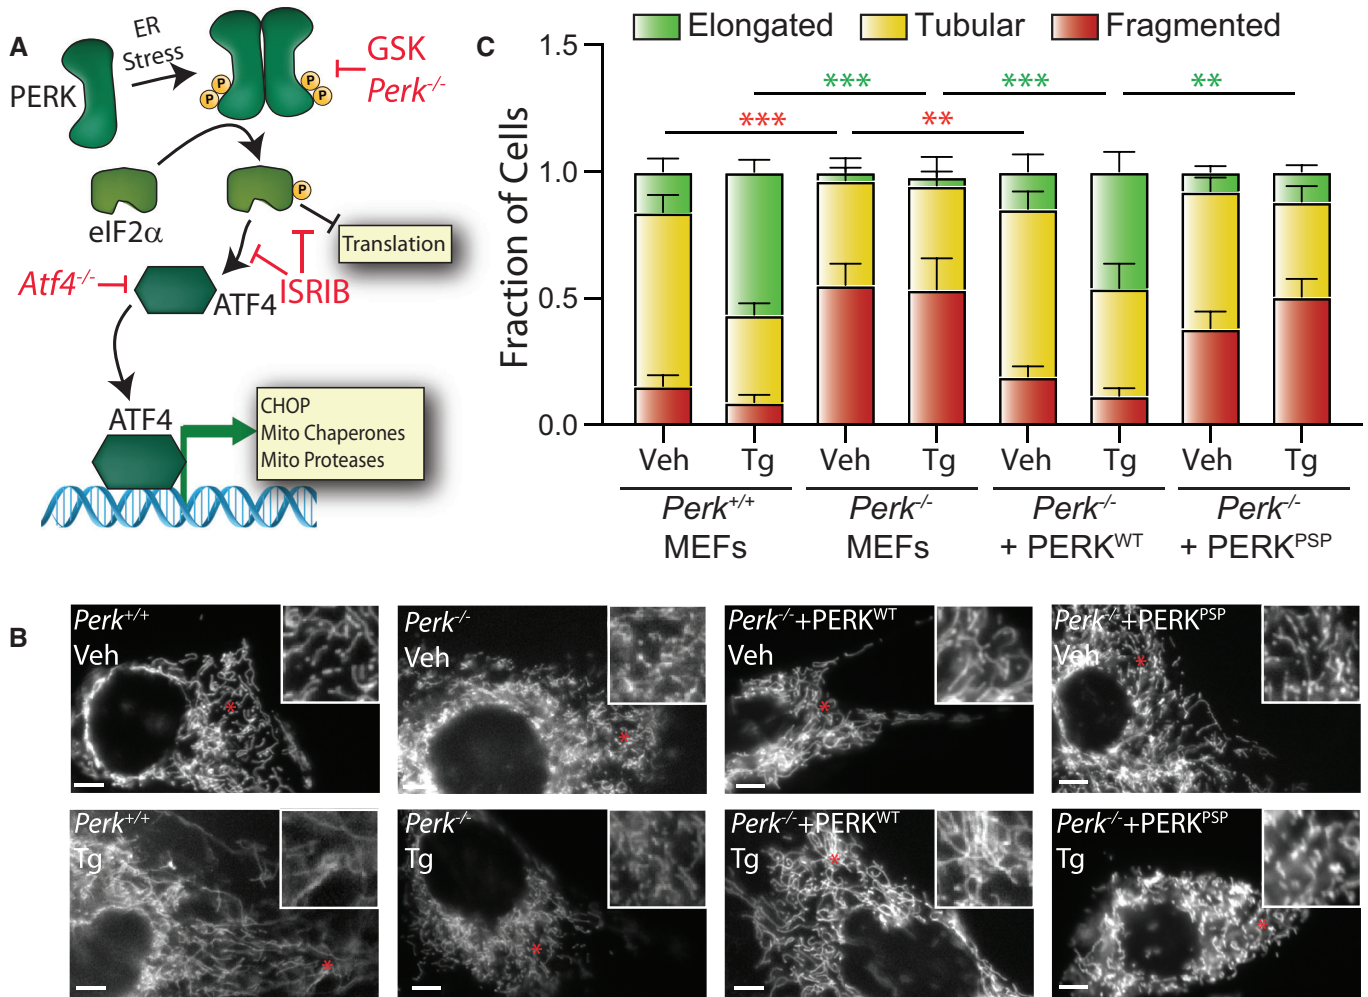 A
ER
Stress
PERK
P
P
P
P
GSK
Perk-/-
eIF2α
P
Translation
Atf4-/-
ATF4
ISRIB
ATF4
CHOP
Mito Chaperones
Mito Proteases
C
Elongated
Tubular
Fragmented
Fraction of Cells
1.5
1.0
0.5
0.0
***
***
**
***
**
Veh
Tg
Veh
Tg
Veh
Tg
Veh
Tg
Perk+/+
MEFs
Perk-/-
MEFs
Perk-/-
+ PERKWT
Perk-/-
+ PERKPSP
B
Perk+/+
Veh
*
Perk-/-
Veh
*
Perk-/-+PERKWT
Veh
*
Perk-/-+PERKPSP
Veh
*
Perk+/+
Tg
*
Perk-/-
Tg
*
Perk-/-+PERKWT
Tg
*
Perk-/-+PERKPSP
Tg
*